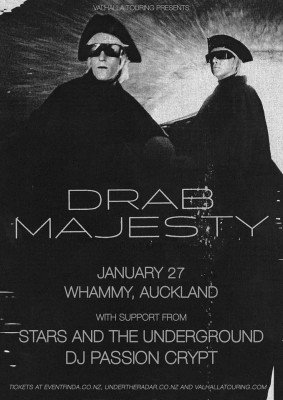 VALHALLA TOURING PRESENTS
DRAB
MAJESTY
JANUARY 27
WHAMMY, AUCKLAND
WITH SUPPORT FROM
STARS AND THE UNDERGROUND
DJ PASSION CRYPT
TICKETS AT EVENTFINDA.CO.NZ, UNDERTHERADAR.CO.NZ AND VALHALLATOURING.COM